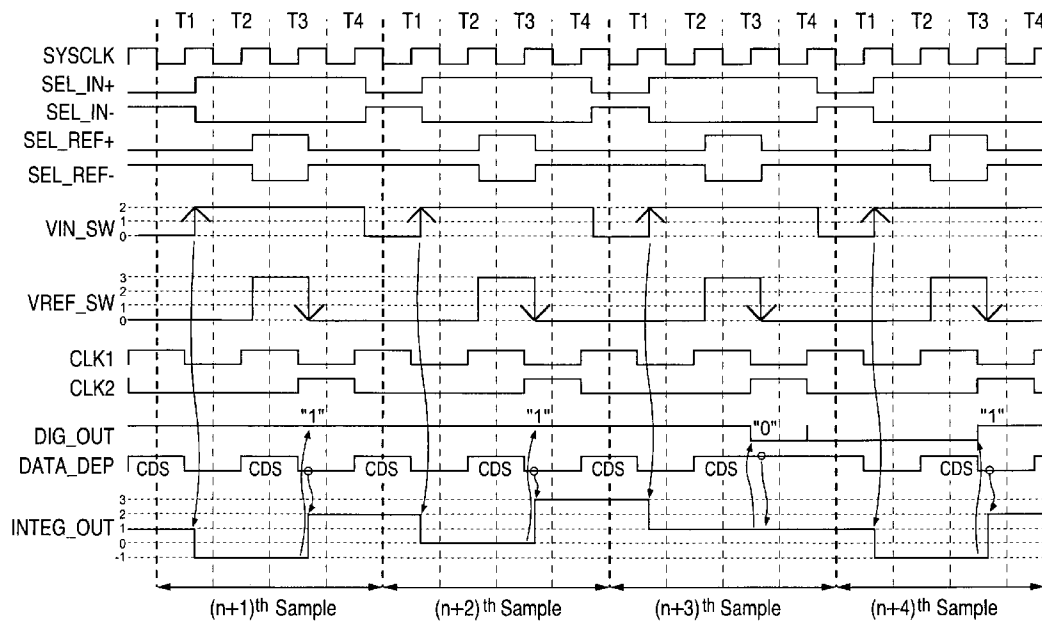 T1 T2 T3 T4 T1 T2 T3 T4 T1 T2 T3 T4 T1 T2 T3 T4
SYSCLK
SEL_IN+
SEL_IN-
SEL_REF+
SEL_REF-
2
VIN_SW 1
0
3
2
VREF_SW 1
0
CLK1
CLK2
"1" "1" "0" "1"
DIG_OUT
DATA_DEP CDS CDS CDS CDS CDS CDS CDS
3
2
INTEG_OUT 1
0
-1
(n+1)th Sample (n+2)th Sample (n+3)th Sample (n+4)th Sample